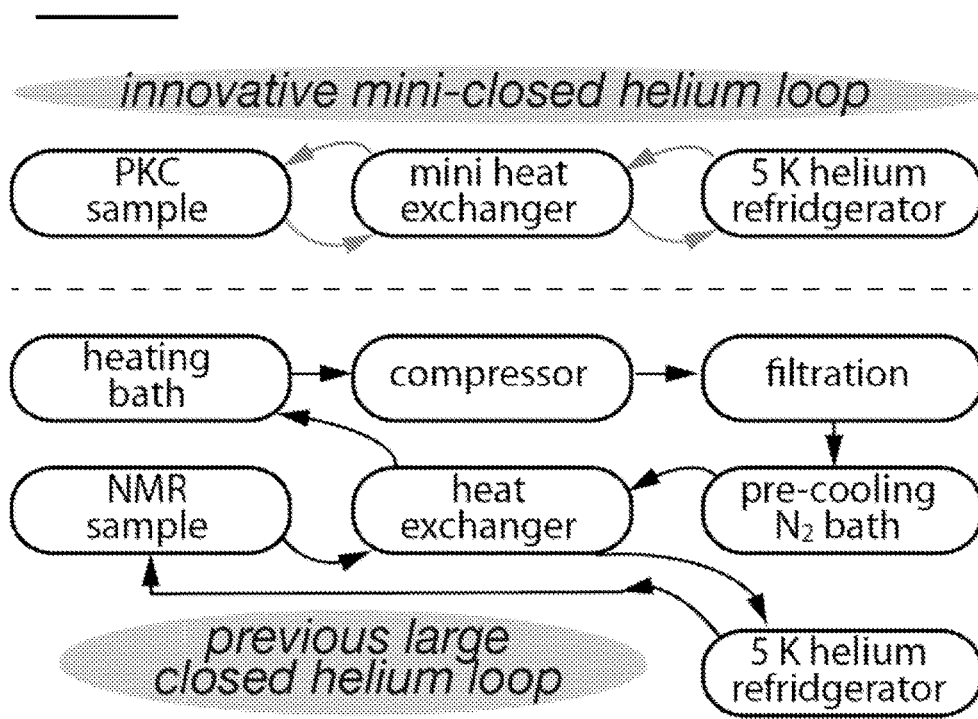 innovative mini-closed helium loop
PKC
sample
mini heat
exchanger
5 K helium
refridgerator
heating
bath
compressor
filtration
NMR
sample
heat
exchanger
pre-cooling
N₂ bath
previous large
closed helium loop
5 K helium
refridgerator